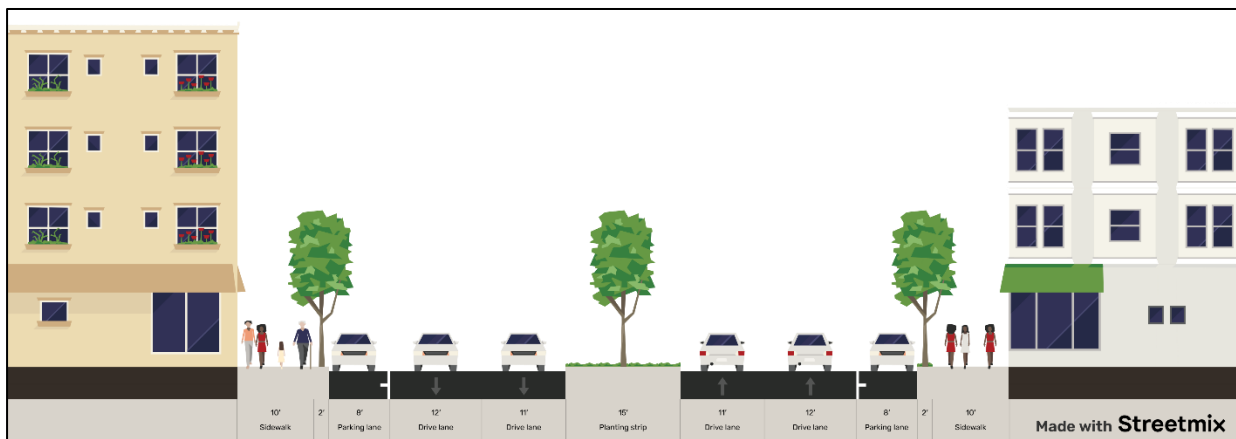 10' 2' 8' 12' 11' 15' 11' 12' 8' 2' 10'
Sidewalk Parking lane Drive lane Drive lane Planting strip Drive lane Drive lane Parking lane Sidewalk
Made with Streetmix